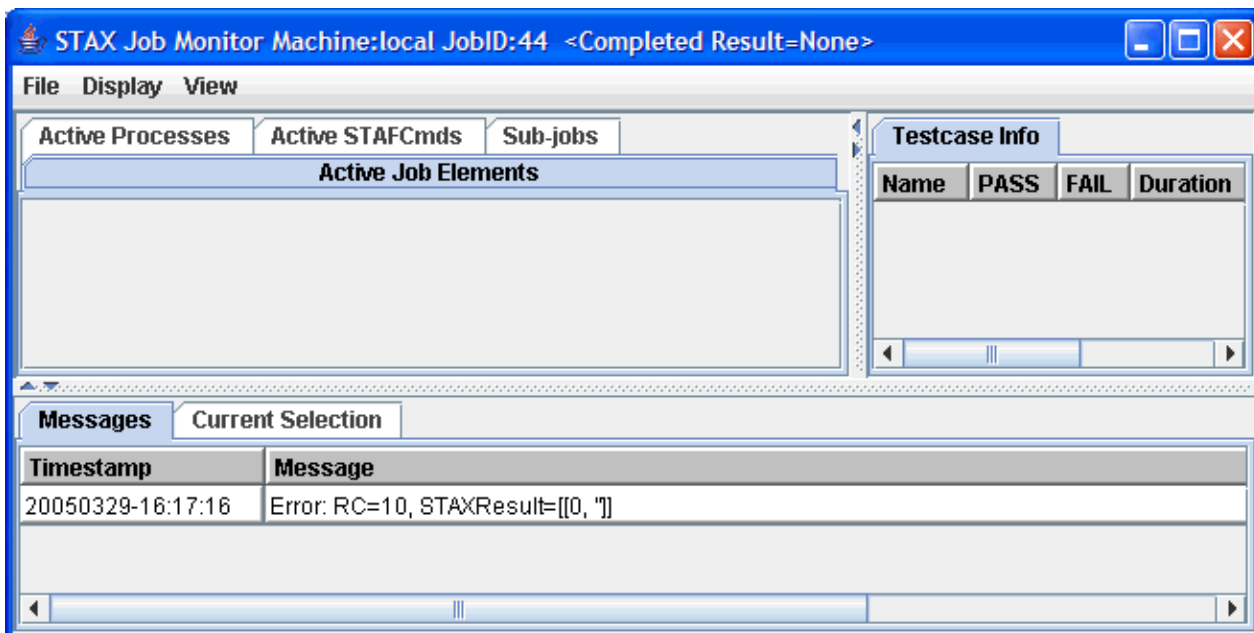 STAX Job Monitor Machine:local JobID:44 <Completed Result=None>
File Display View
Active Processes Active STAFCmds Sub-jobs
Active Job Elements
Testcase Info
Name PASS FAIL Duration
Messages Current Selection
Timestamp Message
20050329-16:17:16 Error: RC=10, STAXResult=[[0, '']]